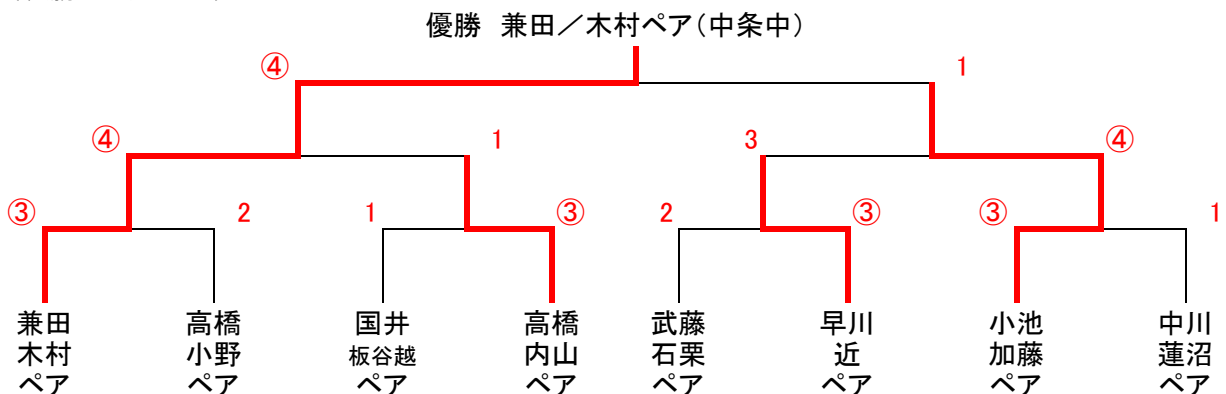 優勝 兼田／木村ペア（中条中）
④ 1
④ 1 3 ④
③ 2 1 ③ 2 ③ ③ 1
兼田 高橋 国井 高橋 武藤 早川 小池 中川
木村 小野 板谷越 内山 石栗 近 加藤 蓮沼
ペア ペア ペア ペア ペア ペア ペア ペア